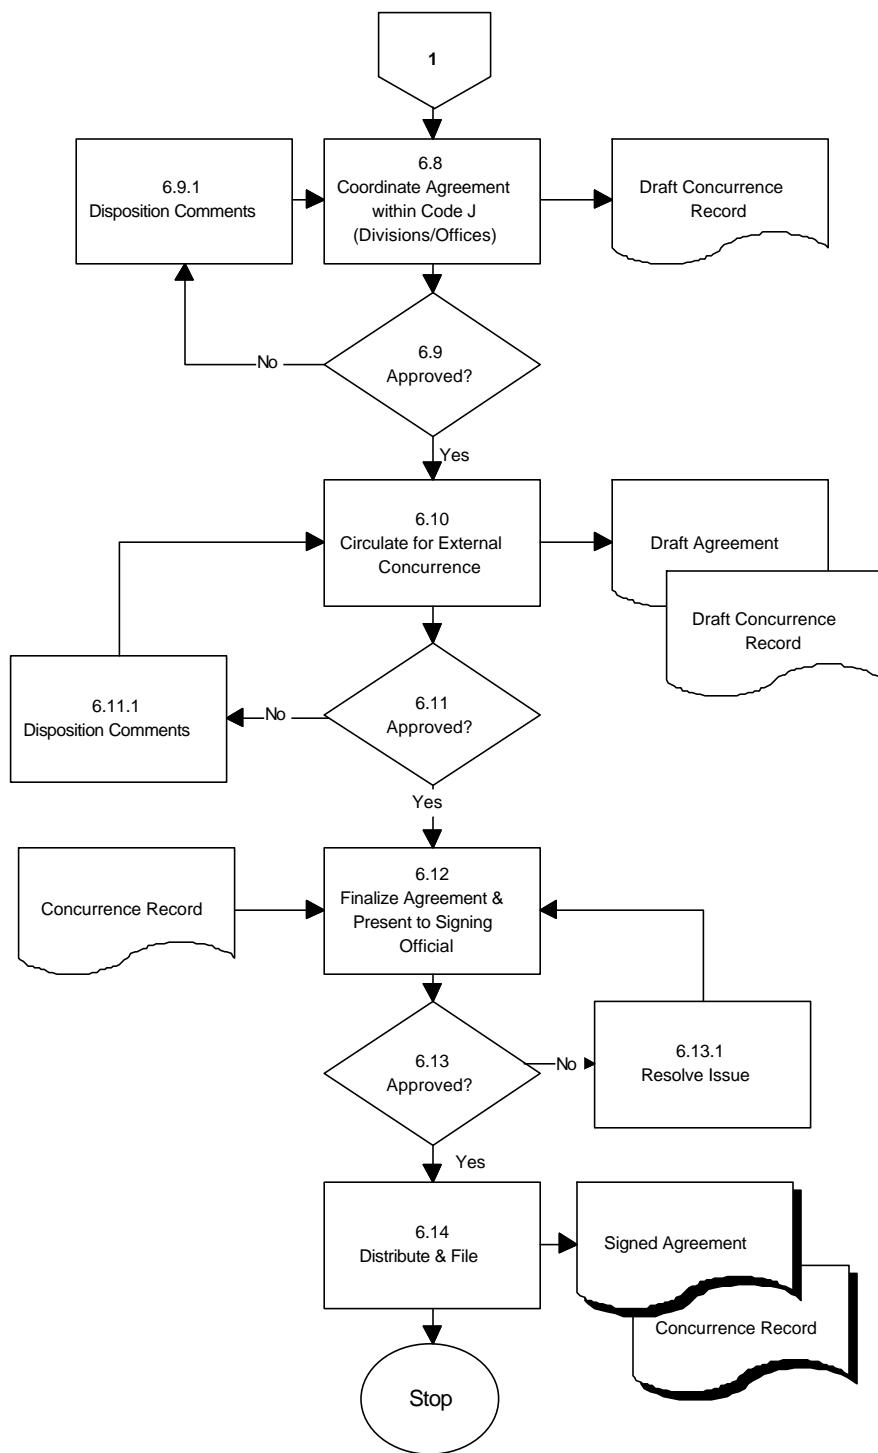 1
6.8
Coordinate Agreement
within Code J
(Divisions/Offices)
6.9.1
Disposition Comments
Draft Concurrence
Record
6.9
Approved?
No
Yes
6.10
Circulate for External
Concurrence
Draft Agreement
Draft Concurrence
Record
6.11.1
Disposition Comments
No
6.11
Approved?
Yes
Concurrence Record
6.12
Finalize Agreement &
Present to Signing
Official
6.13
Approved?
No
6.13.1
Resolve Issue
Yes
6.14
Distribute & File
Signed Agreement
Concurrence Record
Stop